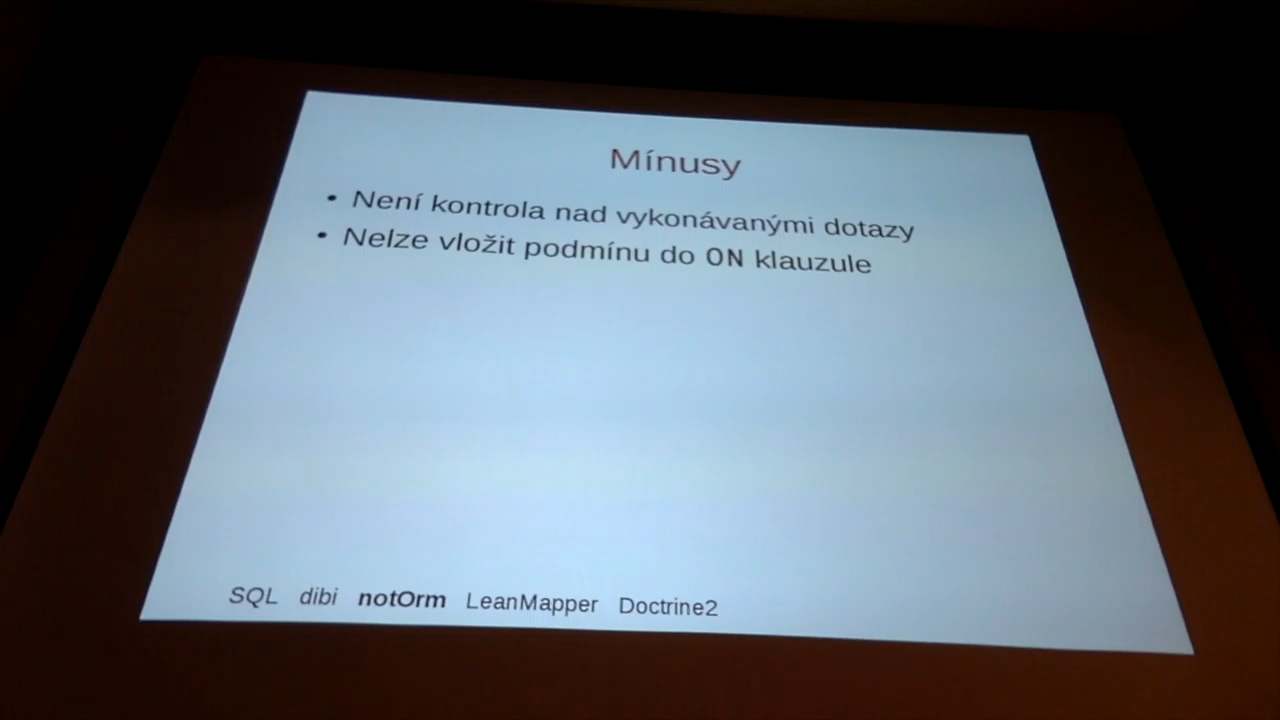 Mínusy
• Není kontrola nad vykonávanými dotazy
• Nelze vložit podmínu do ON klauzule
SQL dibi notOrm LeanMapper Doctrine2